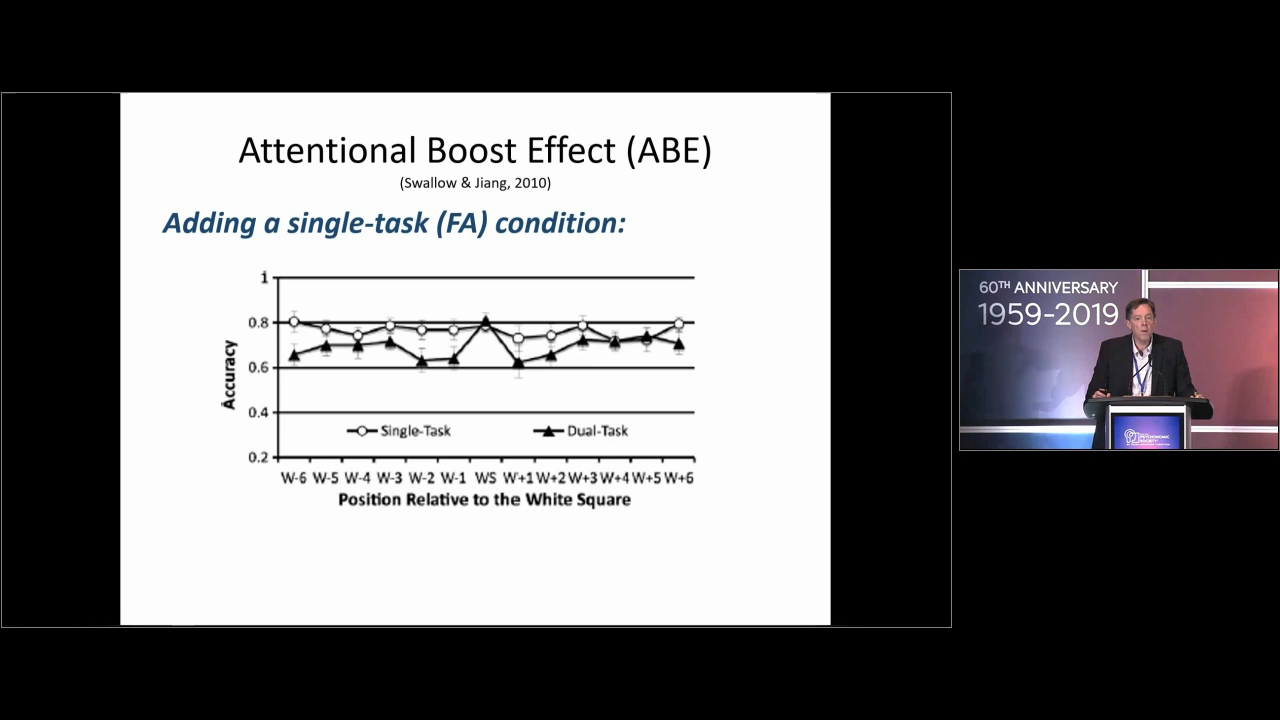 Attentional Boost Effect (ABE)
(Swallow & Jiang, 2010)
Adding a single-task (FA) condition:
1
0.8
0.6
0.4
0.2
Accuracy
Single-Task
Dual-Task
W-6 W-5 W-4 W-3 W-2 W-1 WS W+1 W+2 W+3 W+4 W+5 W+6
Position Relative to the White Square
60TH ANNIVERSARY
1959-2019
PSYCHONOMIC
SOCIETY